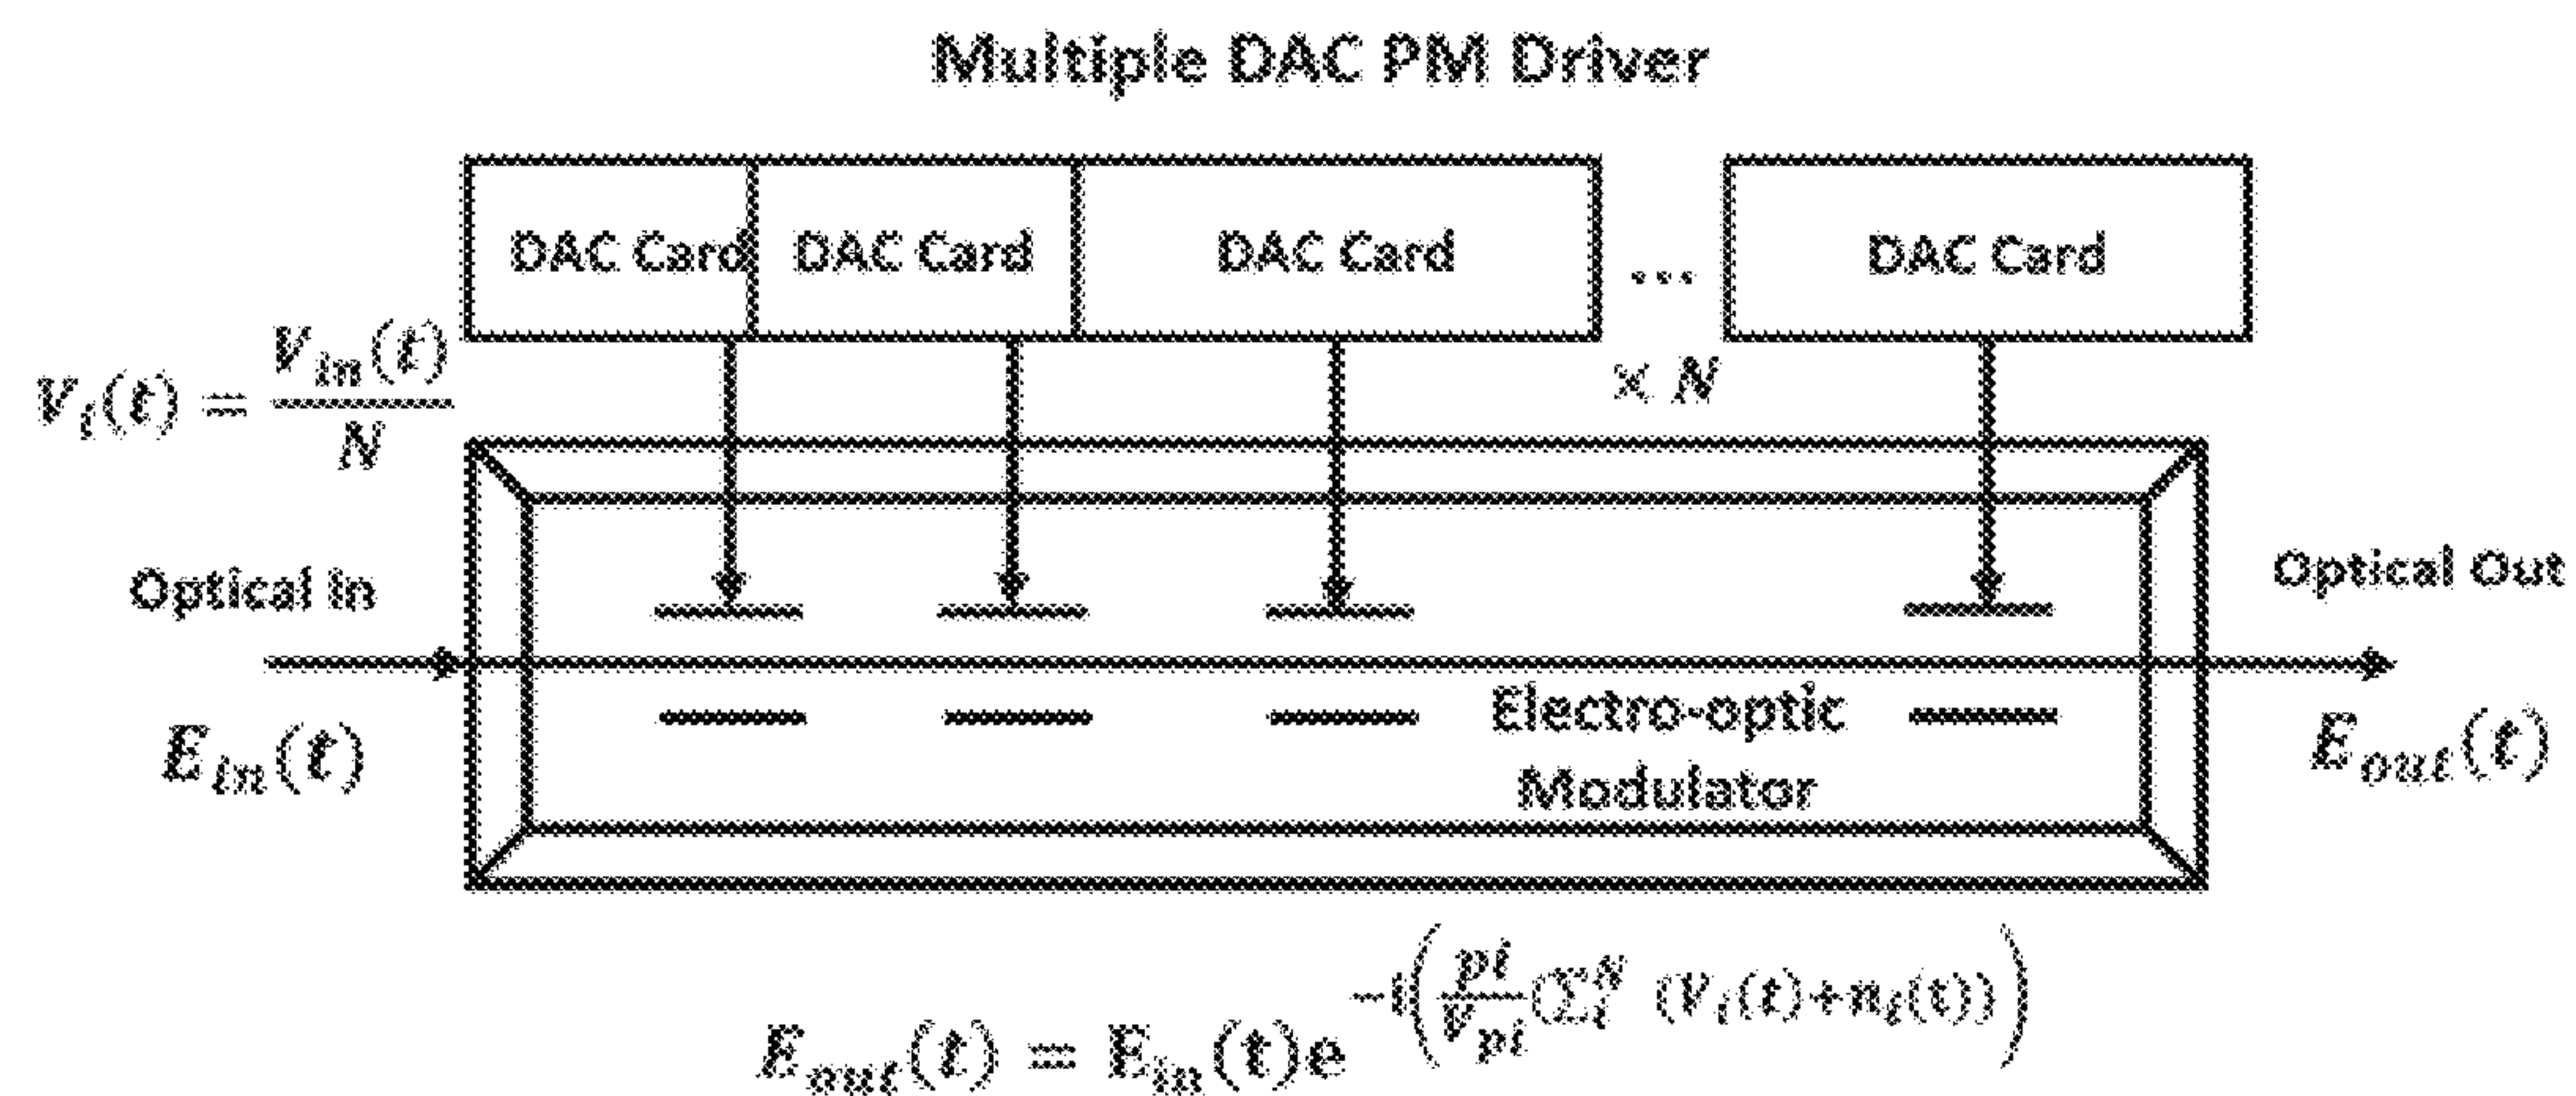 Multiple DAC PM Driver
DAC Card DAC Card DAC Card ... DAC Card
× N
V_i(t) = V_in(t) / N
Optical In
Optical Out
E_in(t)
Electro-optic
Modulator
E_out(t)
E_out(t) = E_in(t)e^{-i(pi/V_pi(Σ_i^N (V_i(t)+n_i(t)))}